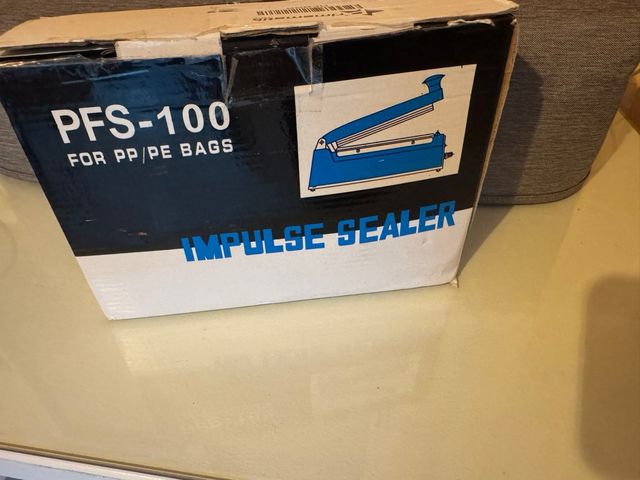 PFS-100
FOR PP/PE BAGS
IMPULSE SEALER